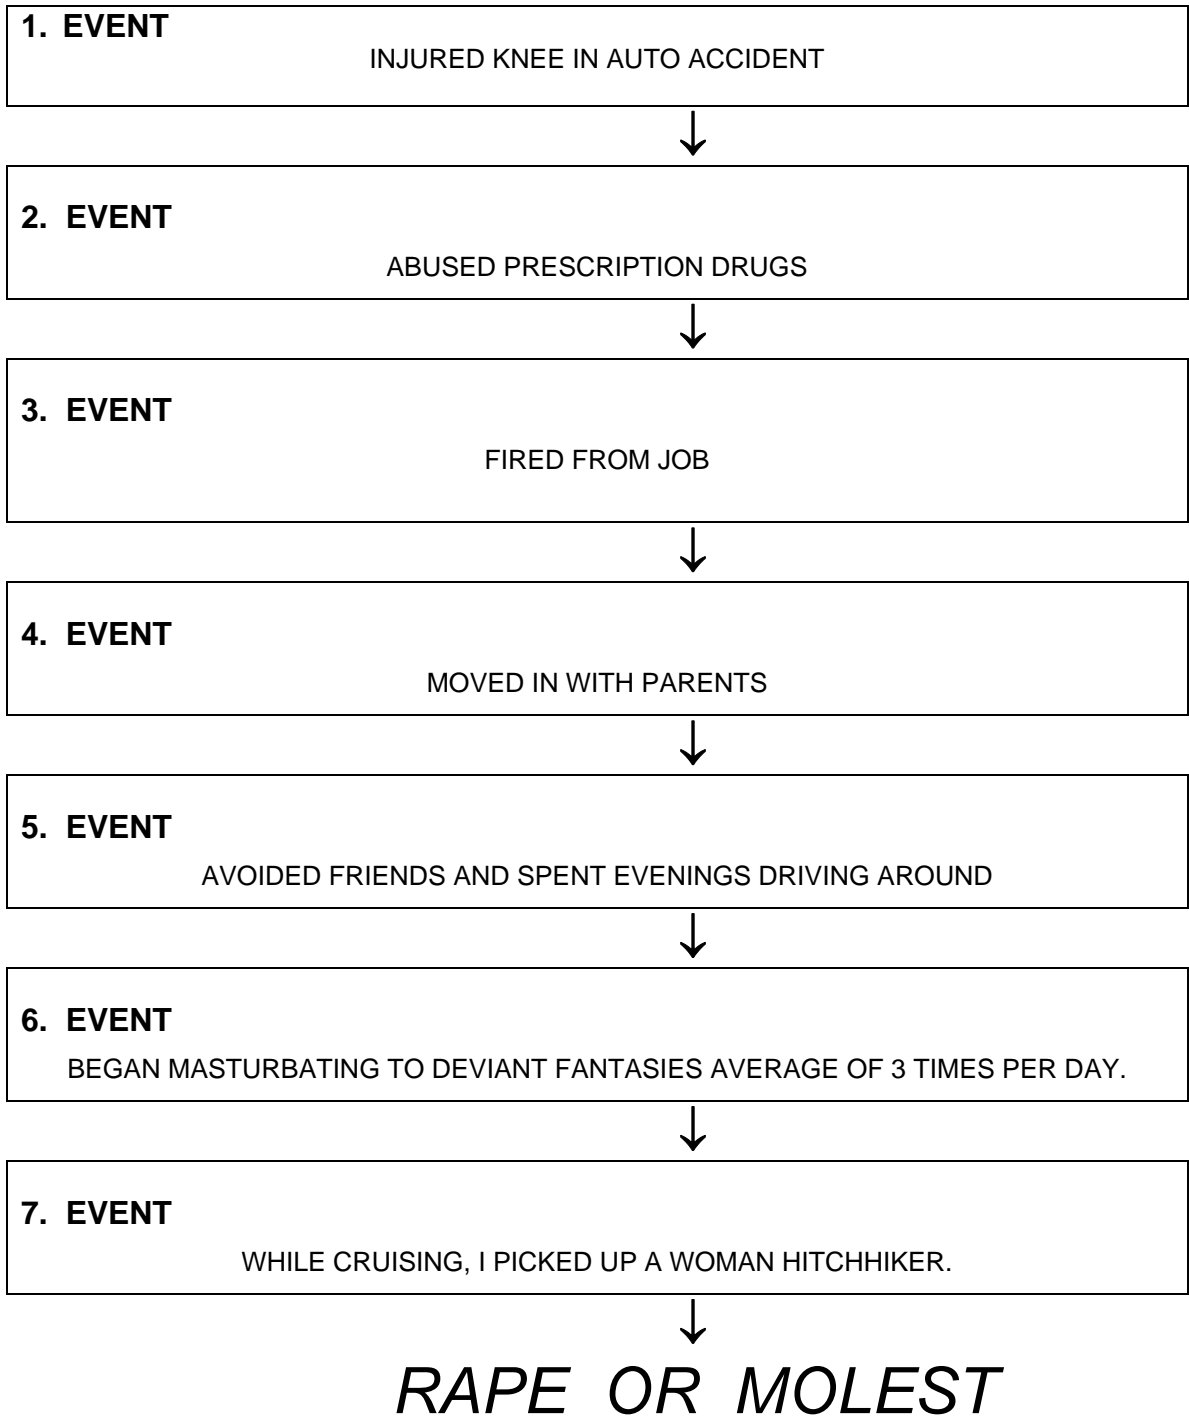 1. EVENT
INJURED KNEE IN AUTO ACCIDENT
2. EVENT
ABUSED PRESCRIPTION DRUGS
3. EVENT
FIRED FROM JOB
4. EVENT
MOVED IN WITH PARENTS
5. EVENT
AVOIDED FRIENDS AND SPENT EVENINGS DRIVING AROUND
6. EVENT
BEGAN MASTURBATING TO DEVIANT FANTASIES AVERAGE OF 3 TIMES PER DAY.
7. EVENT
WHILE CRUISING, I PICKED UP A WOMAN HITCHHIKER.
RAPE OR MOLEST